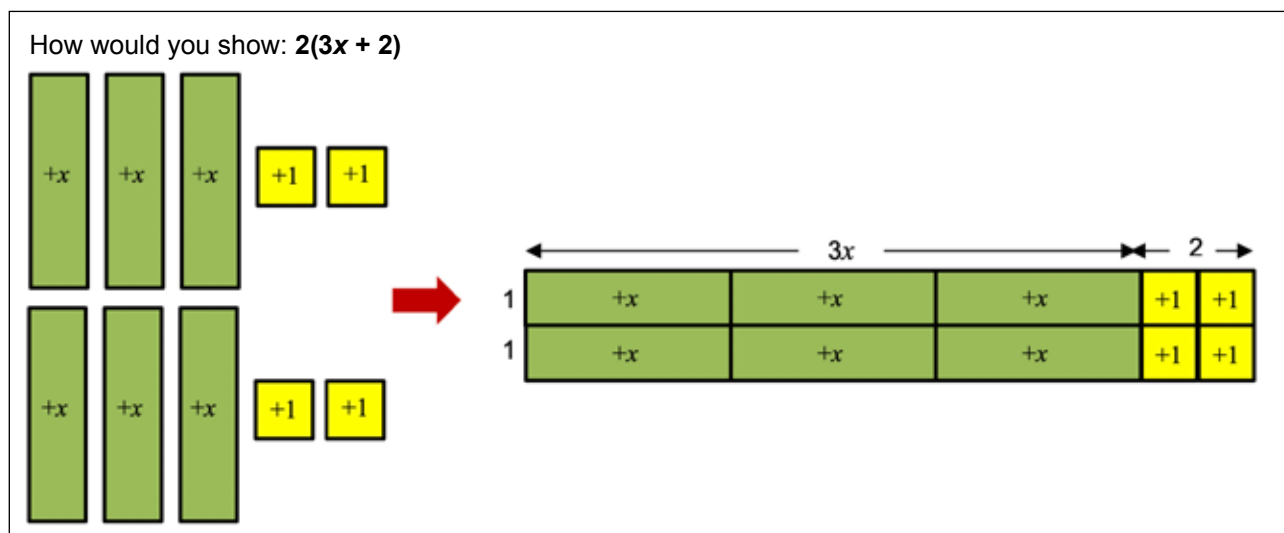 How would you show: 2(3x + 2)
+x +x +x +1 +1
+x +x +x +1 +1
3x 2
1 +x +x +x +1 +1
1 +x +x +x +1 +1